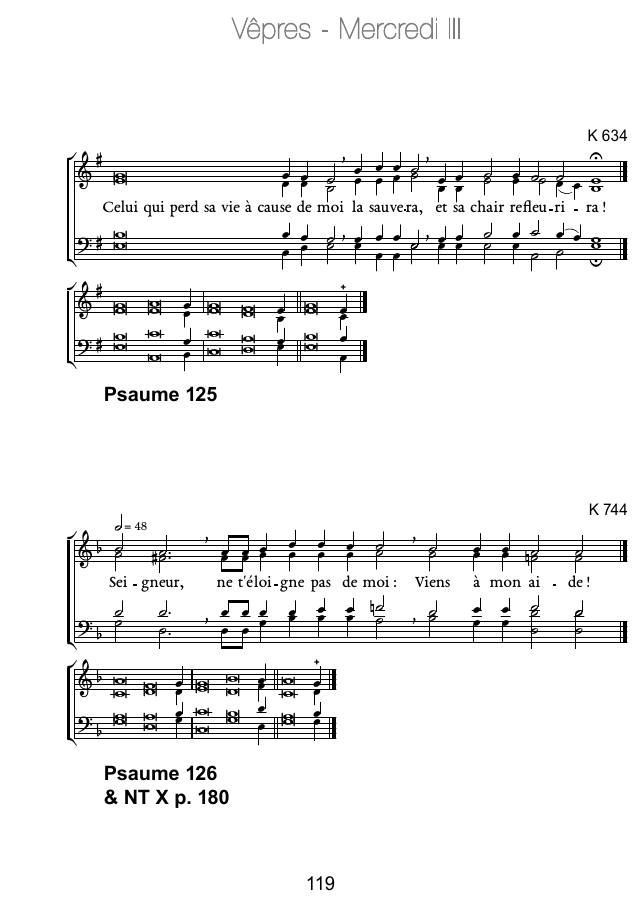 Vêpres - Mercredi III
K 634
Celui qui perd sa vie à cause de moi la sauve-ra, et sa chair refleu-ri - ra !
Psaume 125
K 744
= 48
Sei - gneur, ne t'éloi-gne pas de moi : Viens à mon ai - de !
Psaume 126
& NT X p. 180
119